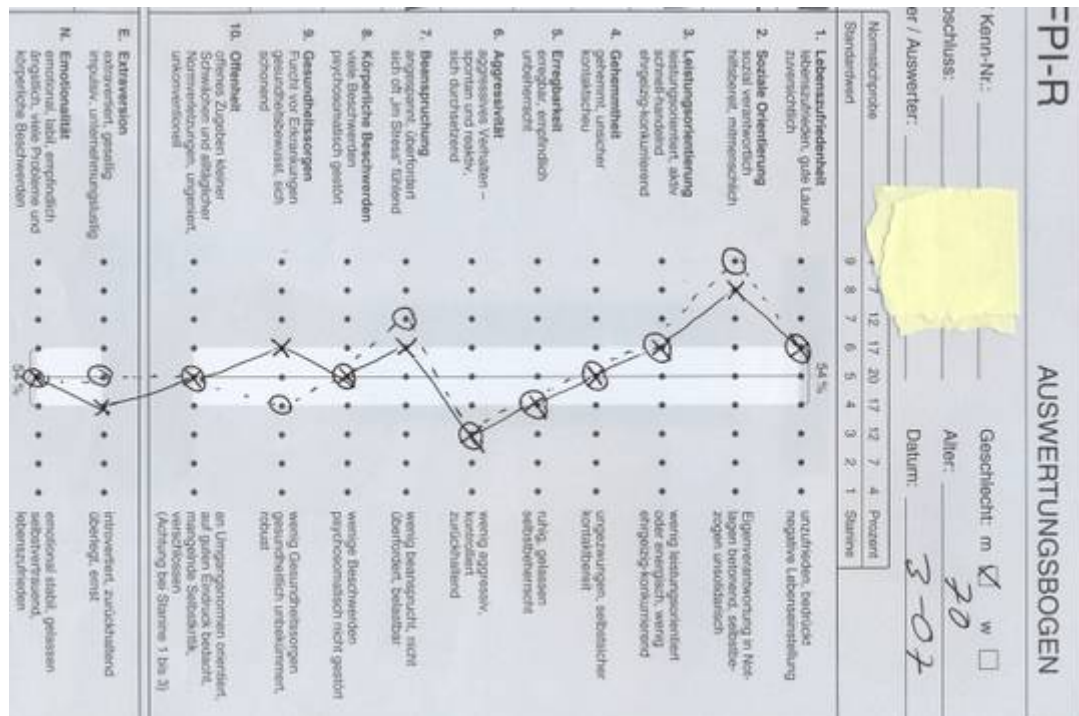 FPI-R
AUSWERTUNGSBOGEN
Kenn-Nr.:
Geschlecht: m ☑ w ☐
bschluss:
Alter: 70
er / Auswerter:
Datum: 3-07
Normstichprobe 7 12 17 20 17 12 7 4 Prozent
Standardwert 9 8 7 6 5 4 3 2 1 Stanine
54 %
1. Lebenszufriedenheit
lebenszufrieden, gute Laune,
zuversichtlich
unzufrieden, bedrückt,
negative Lebenseinstellung
2. Soziale Orientierung
sozial verantwortlich,
hilfsbereit, mitmenschlich
Eigenverantwortung in Not-
lagen betonend, selbstbe-
zogen, unsolidarisch
3. Leistungsorientierung
leistungsorientiert, aktiv,
schnell-handelnd,
ehrgeizig-konkurrierend
wenig leistungsorientiert
oder energisch, wenig
ehrgeizig-konkurrierend
4. Gehemmtheit
gehemmt, unsicher,
kontaktscheu
ungezwungen, selbstsicher,
kontaktbereit
5. Erregbarkeit
erregbar, empfindlich,
unbeherrscht
ruhig, gelassen,
selbstbeherrscht
6. Aggressivität
aggressives Verhalten –
spontan und reaktiv,
sich durchsetzend
wenig aggressiv,
kontrolliert,
zurückhaltend
7. Beanspruchung
angespannt, überfordert,
sich oft „im Stress" fühlend
wenig beansprucht, nicht
überfordert, belastbar
8. Körperliche Beschwerden
viele Beschwerden,
psychosomatisch gestört
wenige Beschwerden,
psychosomatisch nicht gestört
9. Gesundheitssorgen
Furcht vor Erkrankungen,
gesundheitsbewusst, sich
schonend
wenig Gesundheitssorgen,
gesundheitlich unbekümmert,
robust
10. Offenheit
offenes Zugeben kleiner
Schwächen und alltäglicher
Normverletzungen, ungeniert,
unkonventionell
an Umgangsnormen orientiert,
auf guten Eindruck bedacht,
mangelnde Selbstkritik,
verschlossen
(Achtung bei Stanine 1 bis 3)
E. Extraversion
extravertiert, gesellig,
impulsiv, unternehmungslustig
introvertiert, zurückhaltend,
überlegt, ernst
N. Emotionalität
emotional labil, empfindlich,
ängstlich, viele Probleme und
körperliche Beschwerden
emotional stabil, gelassen,
selbstvertrauend,
lebenszufrieden
54 %